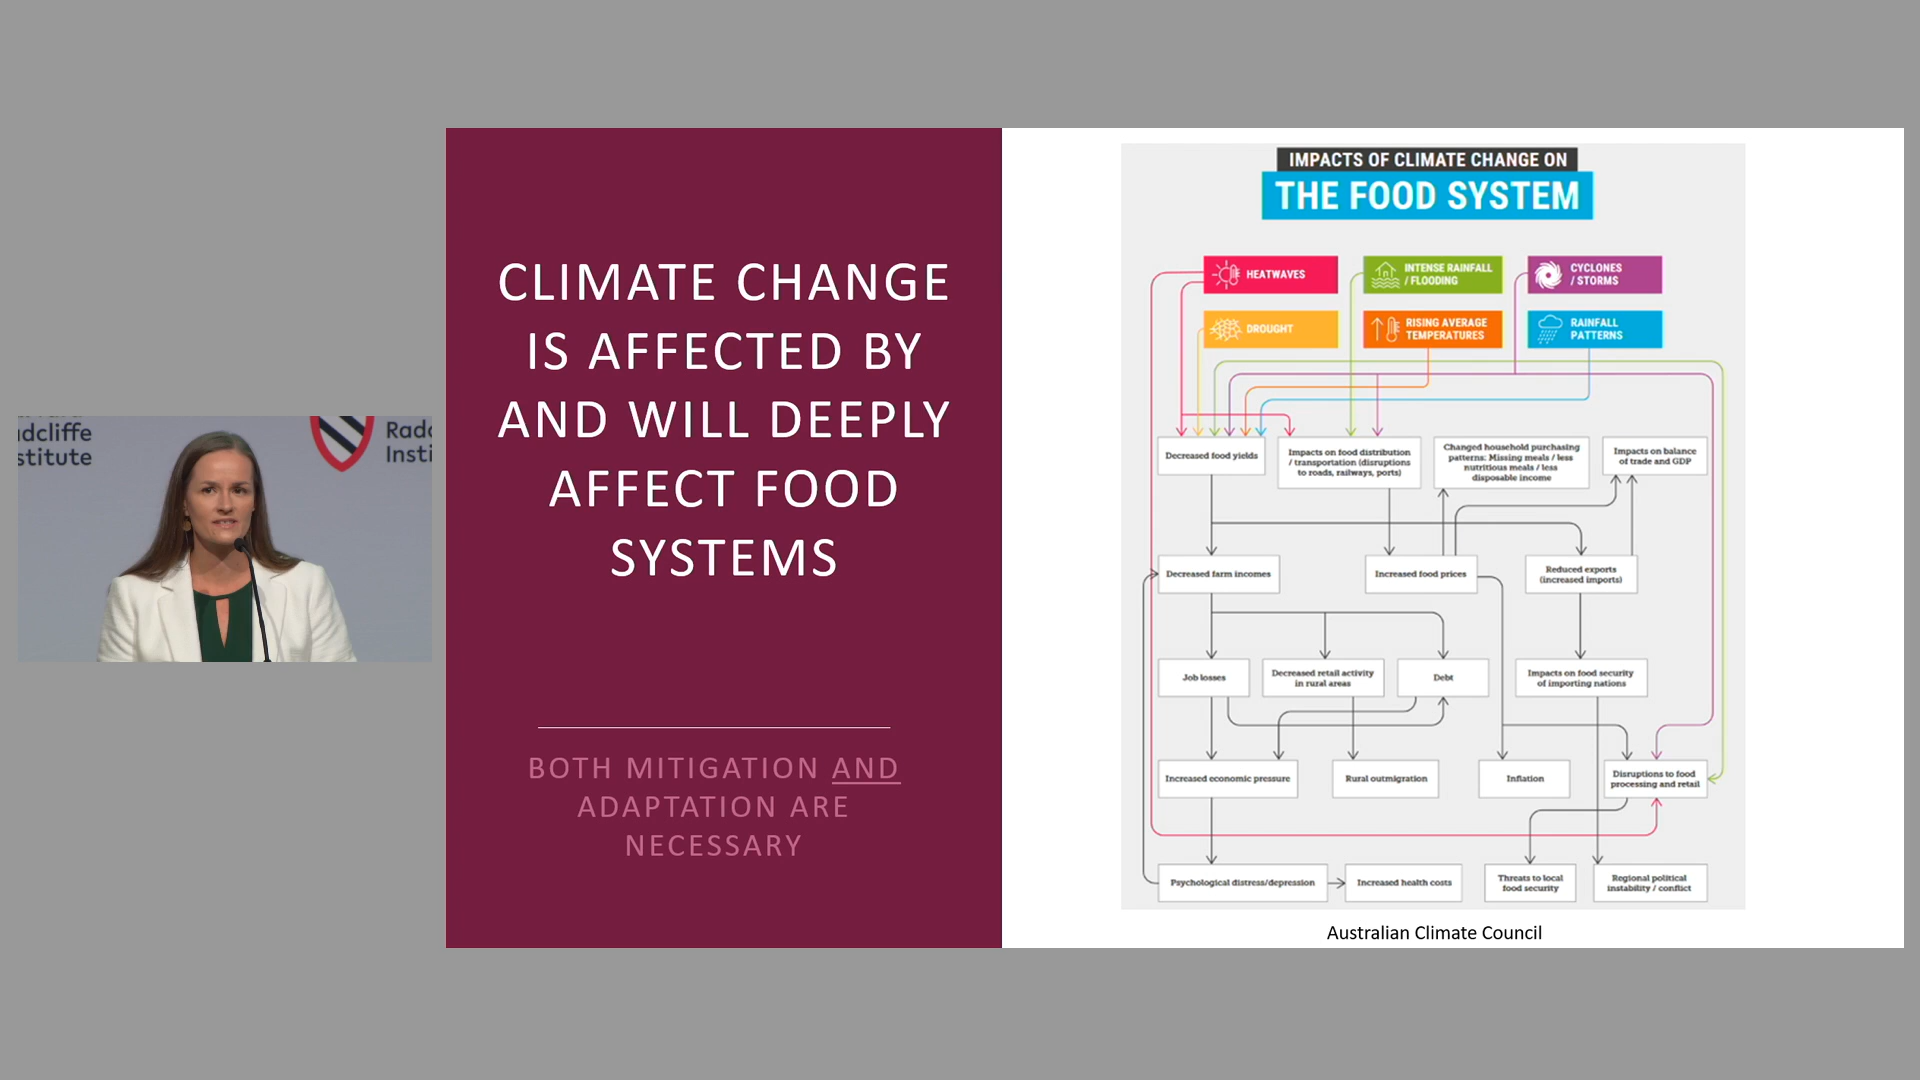 adcliffe
stitute
Rad
Insti
CLIMATE CHANGE
IS AFFECTED BY
AND WILL DEEPLY
AFFECT FOOD
SYSTEMS
BOTH MITIGATION AND
ADAPTATION ARE
NECESSARY
IMPACTS OF CLIMATE CHANGE ON
THE FOOD SYSTEM
HEATWAVES
INTENSE RAINFALL
/ FLOODING
CYCLONES
/ STORMS
DROUGHT
RISING AVERAGE
TEMPERATURES
RAINFALL
PATTERNS
Decreased food yields
Impacts on food distribution
/ transportation (disruptions
to roads, railways, ports)
Changed household purchasing
patterns: Missing meals / less
nutritious meals / less
disposable income
Impacts on balance
of trade and GDP
Decreased farm incomes
Increased food prices
Reduced exports
(increased imports)
Job losses
Decreased retail activity
in rural areas
Debt
Impacts on food security
of importing nations
Increased economic pressure
Rural outmigration
Inflation
Disruptions to food
processing and retail
Psychological distress/depression
Increased health costs
Threats to local
food security
Regional political
instability / conflict
Australian Climate Council